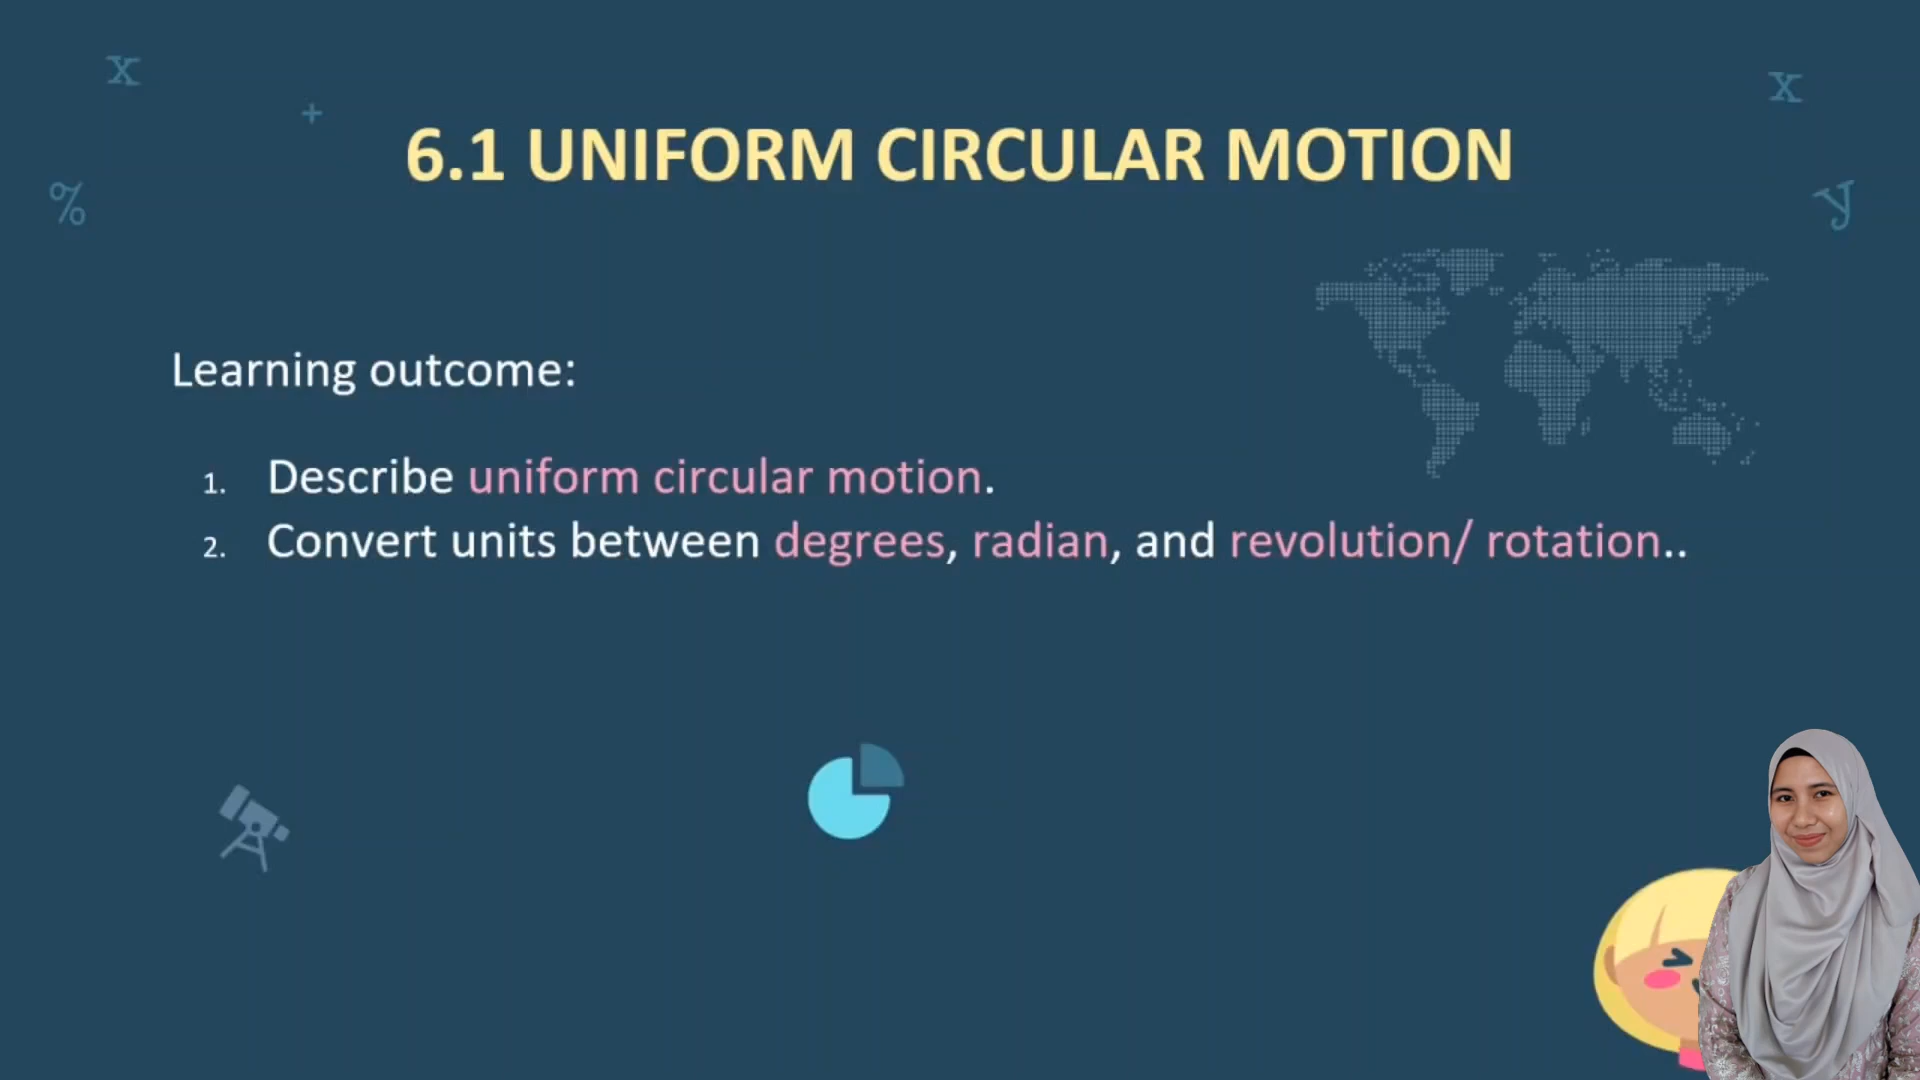 x
x
+
6.1 UNIFORM CIRCULAR MOTION
%
y
Learning outcome:
1. Describe uniform circular motion.
2. Convert units between degrees, radian, and revolution/ rotation..